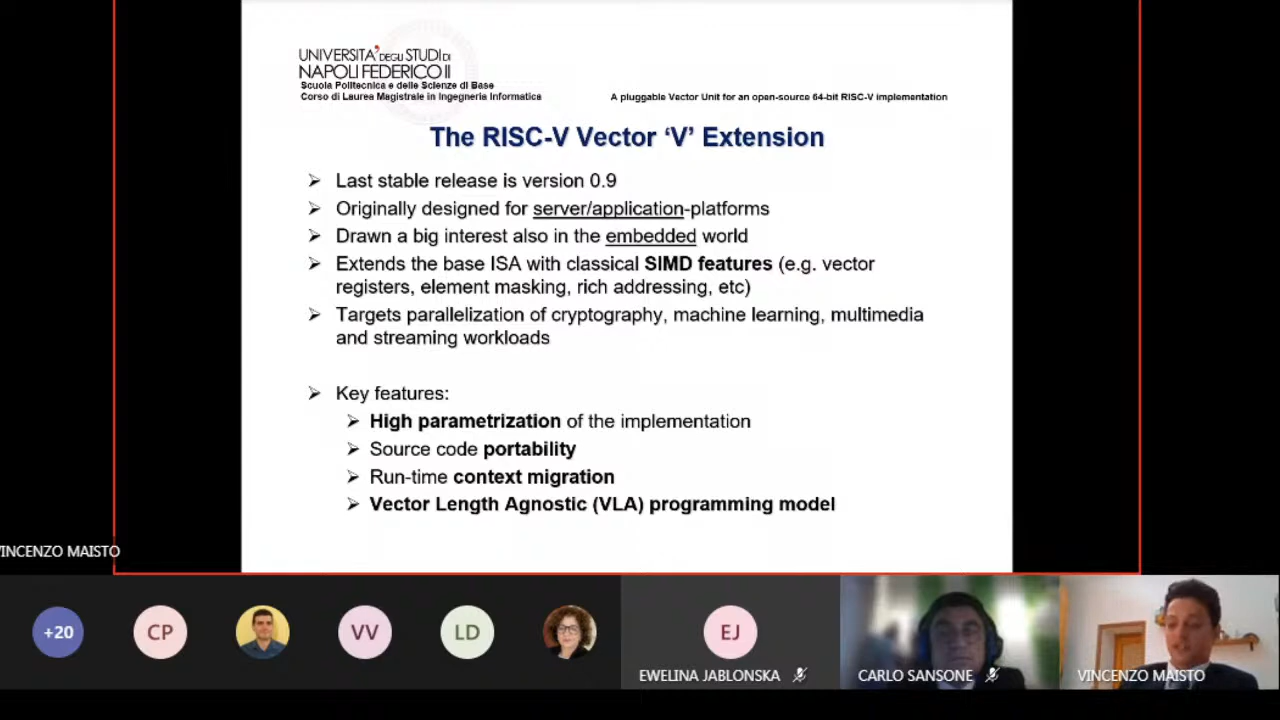 UNIVERSITA' DEGLI STUDI DI
NAPOLI FEDERICO II
Scuola Politecnica e delle Scienze di Base
Corso di Laurea Magistrale in Ingegneria Informatica
A pluggable Vector Unit for an open-source 64-bit RISC-V implementation
The RISC-V Vector ‘V’ Extension
Last stable release is version 0.9
Originally designed for server/application-platforms
Drawn a big interest also in the embedded world
Extends the base ISA with classical SIMD features (e.g. vector
registers, element masking, rich addressing, etc)
Targets parallelization of cryptography, machine learning, multimedia
and streaming workloads
Key features:
High parametrization of the implementation
Source code portability
Run-time context migration
Vector Length Agnostic (VLA) programming model
VINCENZO MAISTO
+20
CP
VV
LD
EJ
EWELINA JABLONSKA
CARLO SANSONE
VINCENZO MAISTO